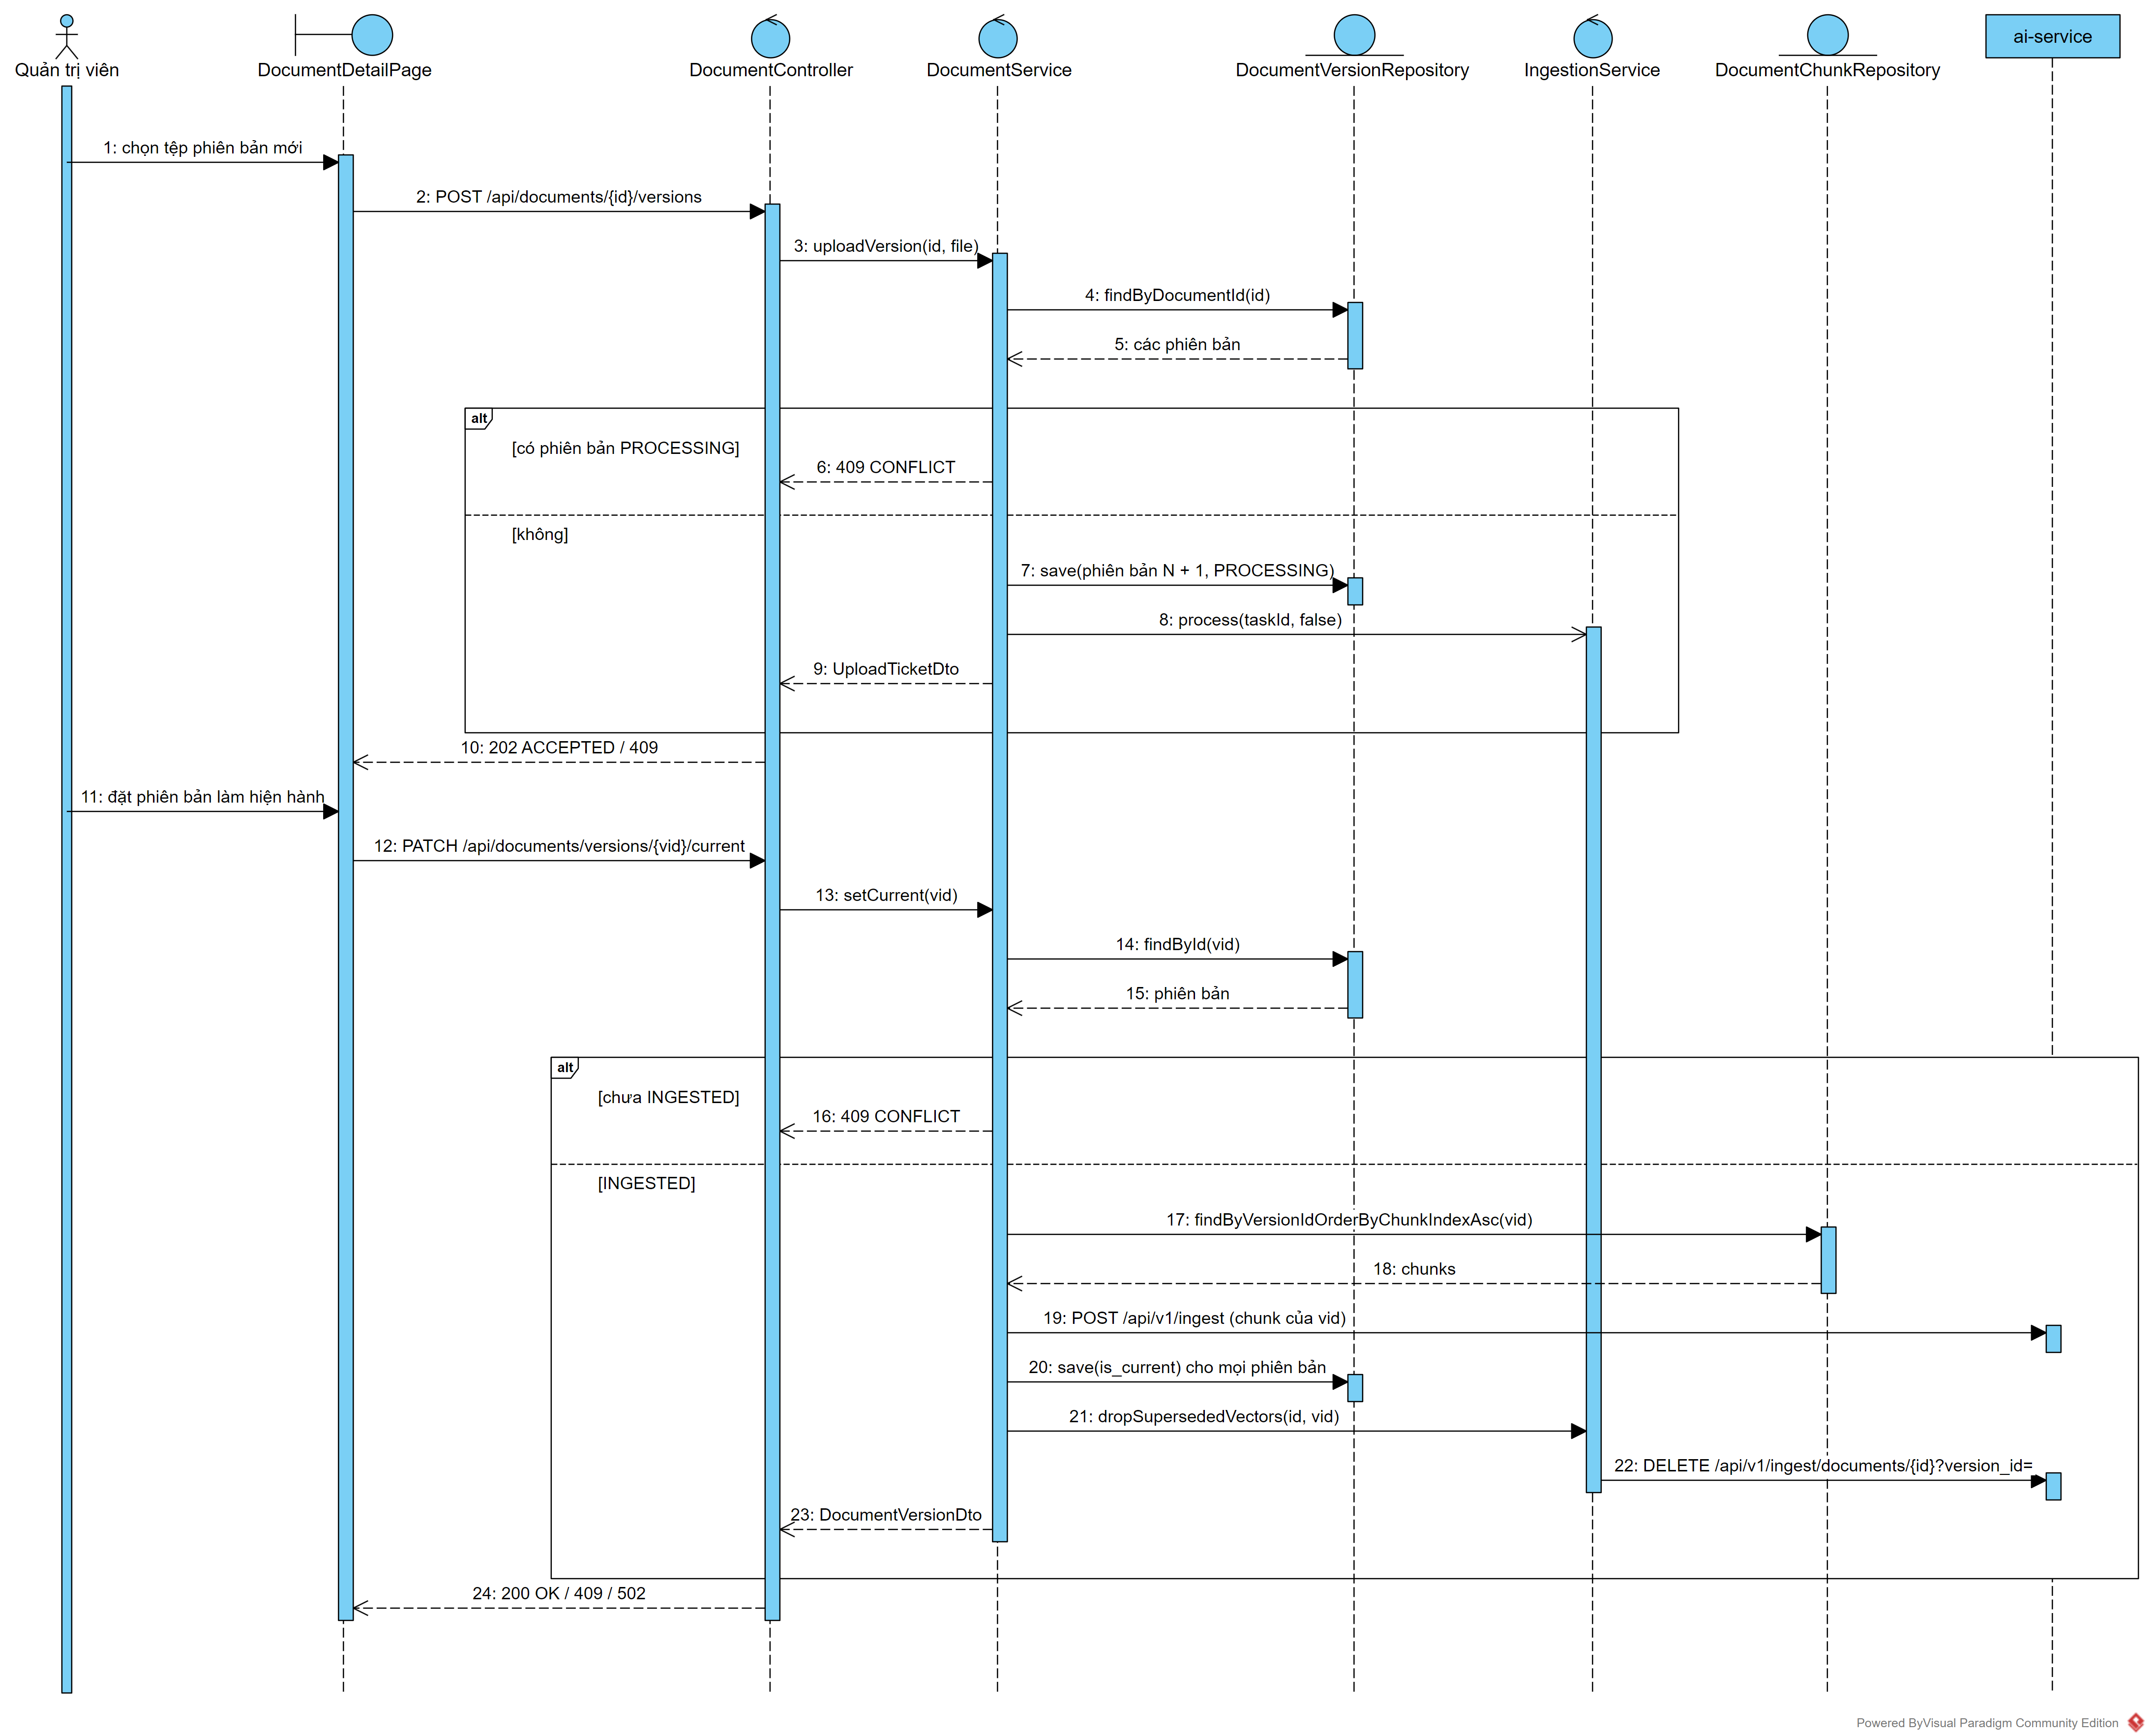 Quản trị viên
DocumentDetailPage
DocumentController
DocumentService
DocumentVersionRepository
IngestionService
DocumentChunkRepository
ai-service
1: chọn tệp phiên bản mới
2: POST /api/documents/{id}/versions
3: uploadVersion(id, file)
4: findByDocumentId(id)
5: các phiên bản
alt
[có phiên bản PROCESSING]
6: 409 CONFLICT
[không]
7: save(phiên bản N + 1, PROCESSING)
8: process(taskId, false)
9: UploadTicketDto
10: 202 ACCEPTED / 409
11: đặt phiên bản làm hiện hành
12: PATCH /api/documents/versions/{vid}/current
13: setCurrent(vid)
14: findById(vid)
15: phiên bản
alt
[chưa INGESTED]
16: 409 CONFLICT
[INGESTED]
17: findByVersionIdOrderByChunkIndexAsc(vid)
18: chunks
19: POST /api/v1/ingest (chunk của vid)
20: save(is_current) cho mọi phiên bản
21: dropSupersededVectors(id, vid)
22: DELETE /api/v1/ingest/documents/{id}?version_id=
23: DocumentVersionDto
24: 200 OK / 409 / 502
Powered ByVisual Paradigm Community Edition